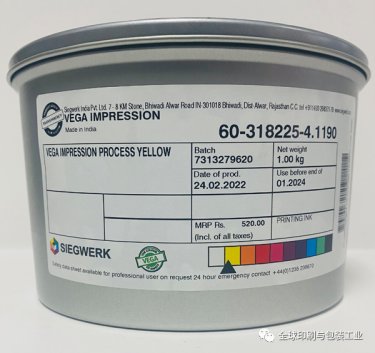 Siegwerk India Pvt. Ltd. 7 - 8 KM Stone, Bhiwadi Alwar Road IN-301018 Bhiwadi, Dist-Alwar, Rajasthan C.C.
VEGA IMPRESSION
Made in India
60-318225-4.1190
VEGA IMPRESSION PROCESS YELLOW
Batch
7313279620
Net weight
1.00 kg
Date of prod.
24.02.2022
Use before end of
01.2024
MRP Rs. 520.00
(Incl. of all taxes)
PRINTING INK
SIEGWERK
VEGA
Safety data sheet available for professional user on request 24 hour emergency contact
全球印刷与包装工业